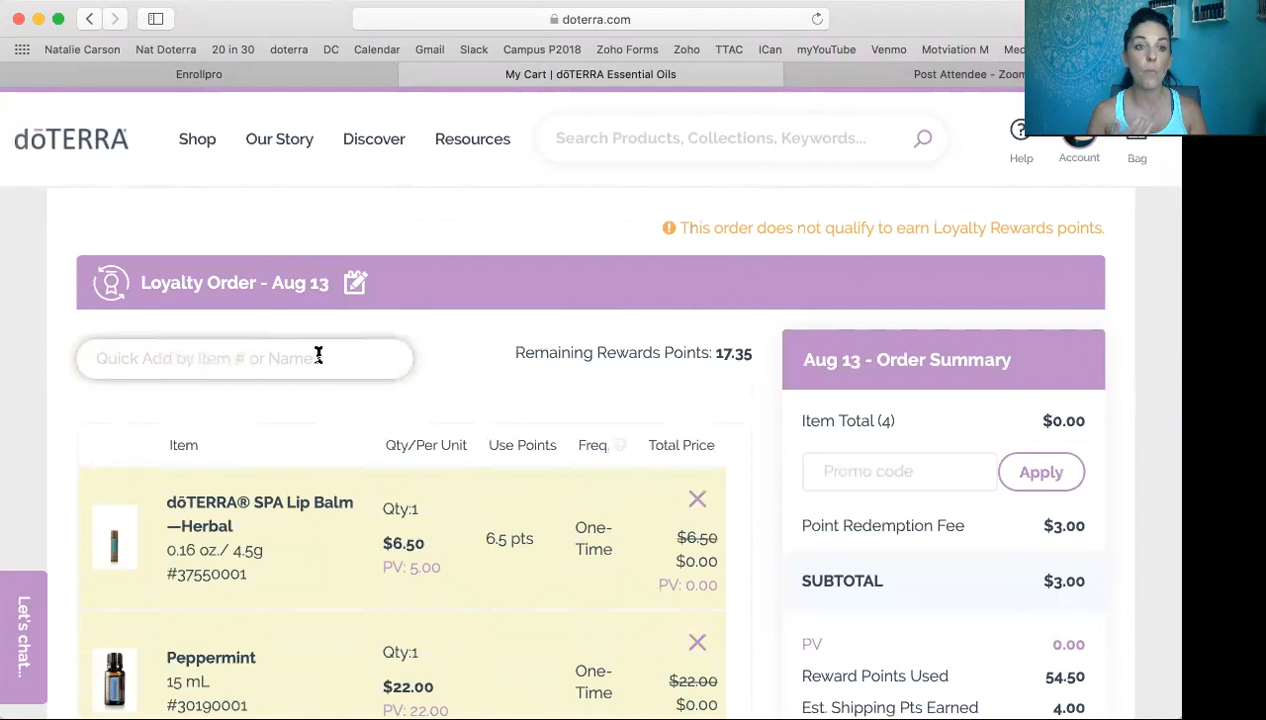 doterra.com
Natalie Carson Nat Doterra 20 in 30 doterra DC Calendar Gmail Slack Campus P2018 Zoho Forms Zoho TTAC ICan myYouTube Venmo Motviation M Med
Enrollpro My Cart | dōTERRA Essential Oils Post Attendee - Zoom
dōTERRA Shop Our Story Discover Resources Search Products, Collections, Keywords... Help Account Bag
This order does not qualify to earn Loyalty Rewards points.
Loyalty Order - Aug 13
Quick Add by Item # or Name
Remaining Rewards Points: 17.35
Item Qty/Per Unit Use Points Freq. Total Price
dōTERRA® SPA Lip Balm
—Herbal
0.16 oz./ 4.5g
#37550001
Qty:1
$6.50
PV: 5.00
6.5 pts
One-
Time
$6.50
$0.00
PV: 0.00
Peppermint
15 mL
#30190001
Qty:1
$22.00
PV: 22.00
One-
Time
$22.00
$0.00
Aug 13 - Order Summary
Item Total (4) $0.00
Promo code Apply
Point Redemption Fee $3.00
SUBTOTAL $3.00
PV 0.00
Reward Points Used 54.50
Est. Shipping Pts Earned 4.00
Let's chat...